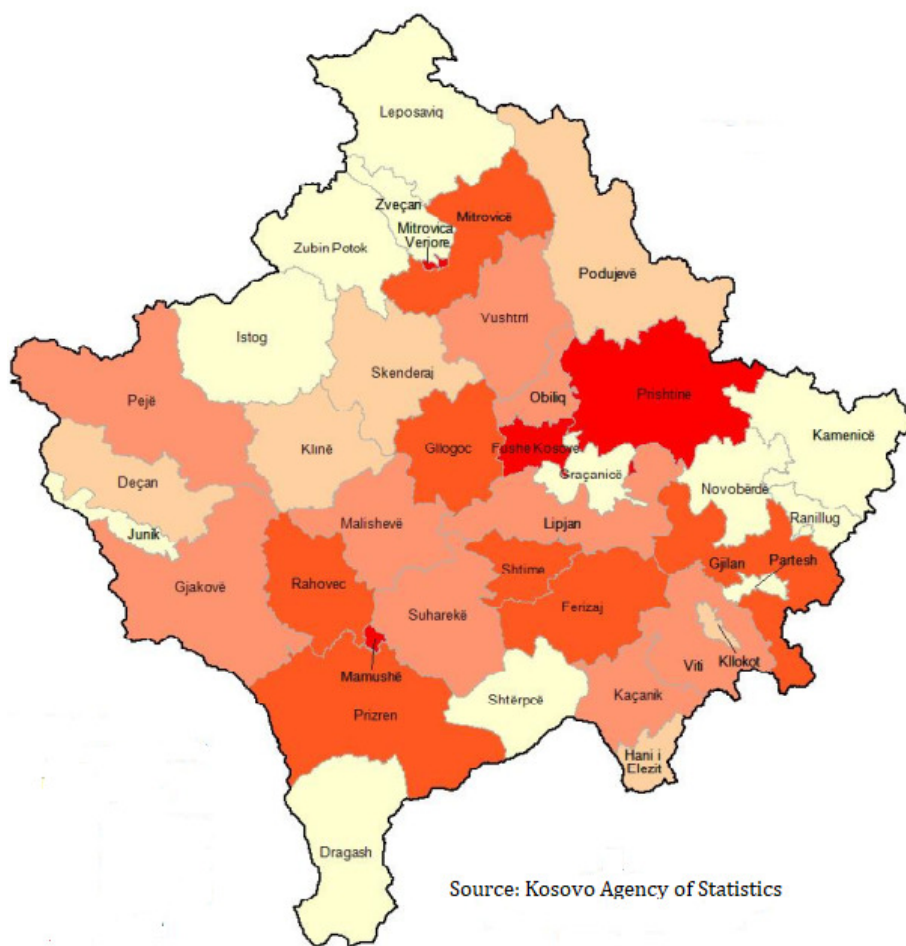 Leposaviq
Zveçan
Mitrovicë
Mitrovica
Veriore
Zubin Potok
Podujevë
Vushtrri
Istog
Skenderaj
Pejë
Obiliq
Prishtinë
Kamenicë
Klinë
Gllogoc
Fushë Kosovë
Graçanicë
Deçan
Novobërdë
Ranillug
Malishevë
Lipjan
Junik
Partesh
Gjilan
Shtime
Gjakovë
Rahovec
Ferizaj
Suharekë
Kllokot
Viti
Mamushë
Shtërpcë
Kaçanik
Prizren
Hani i
Elezit
Dragash
Source: Kosovo Agency of Statistics